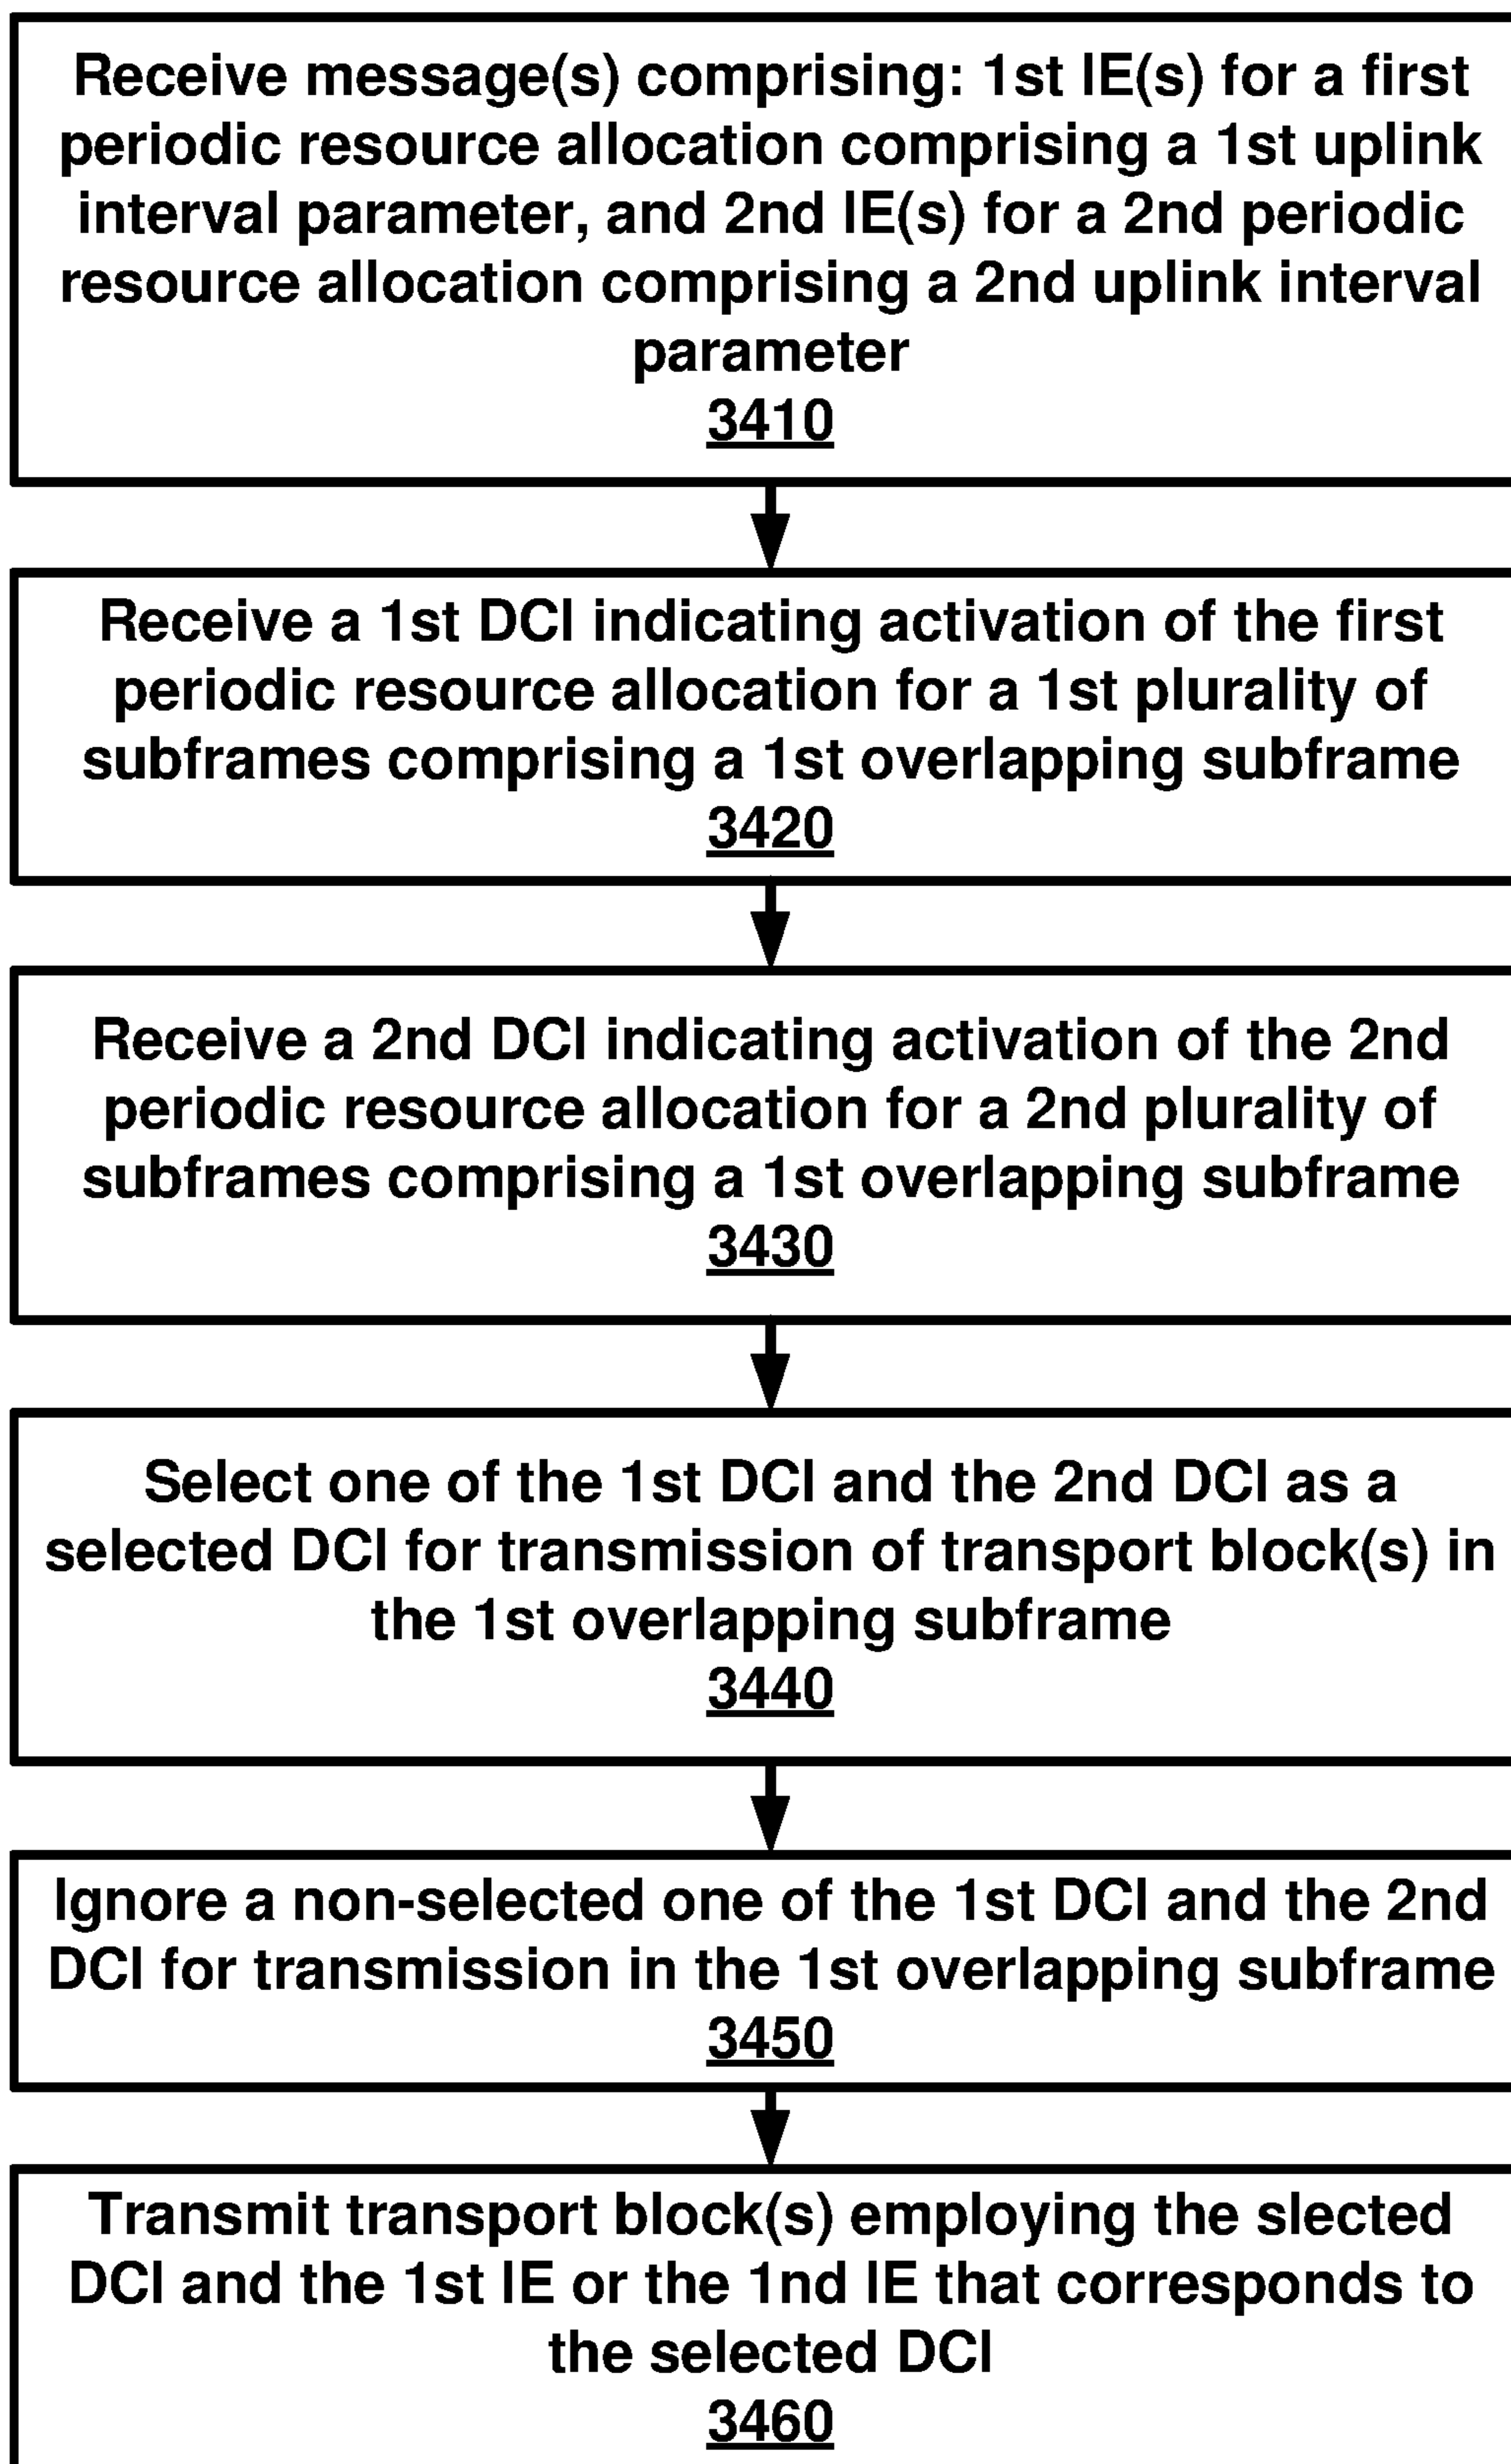 Receive message(s) comprising: 1st IE(s) for a first
periodic resource allocation comprising a 1st uplink
interval parameter, and 2nd IE(s) for a 2nd periodic
resource allocation comprising a 2nd uplink interval
parameter
3410
Receive a 1st DCI indicating activation of the first
periodic resource allocation for a 1st plurality of
subframes comprising a 1st overlapping subframe
3420
Receive a 2nd DCI indicating activation of the 2nd
periodic resource allocation for a 2nd plurality of
subframes comprising a 1st overlapping subframe
3430
Select one of the 1st DCI and the 2nd DCI as a
selected DCI for transmission of transport block(s) in
the 1st overlapping subframe
3440
Ignore a non-selected one of the 1st DCI and the 2nd
DCI for transmission in the 1st overlapping subframe
3450
Transmit transport block(s) employing the slected
DCI and the 1st IE or the 1nd IE that corresponds to
the selected DCI
3460